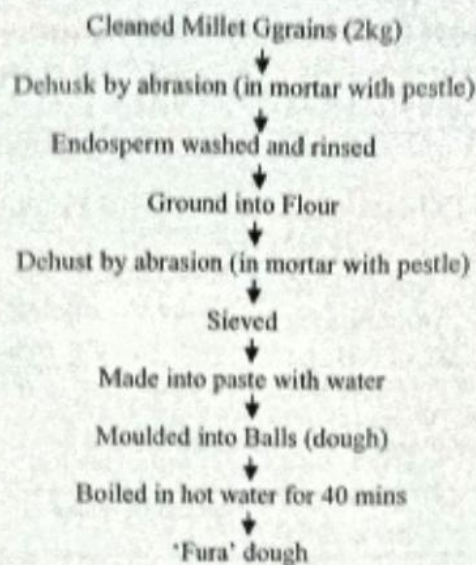 Cleaned Millet Ggrains (2kg)
Dehusk by abrasion (in mortar with pestle)
Endosperm washed and rinsed
Ground into Flour
Dehust by abrasion (in mortar with pestle)
Sieved
Made into paste with water
Moulded into Balls (dough)
Boiled in hot water for 40 mins
'Fura' dough